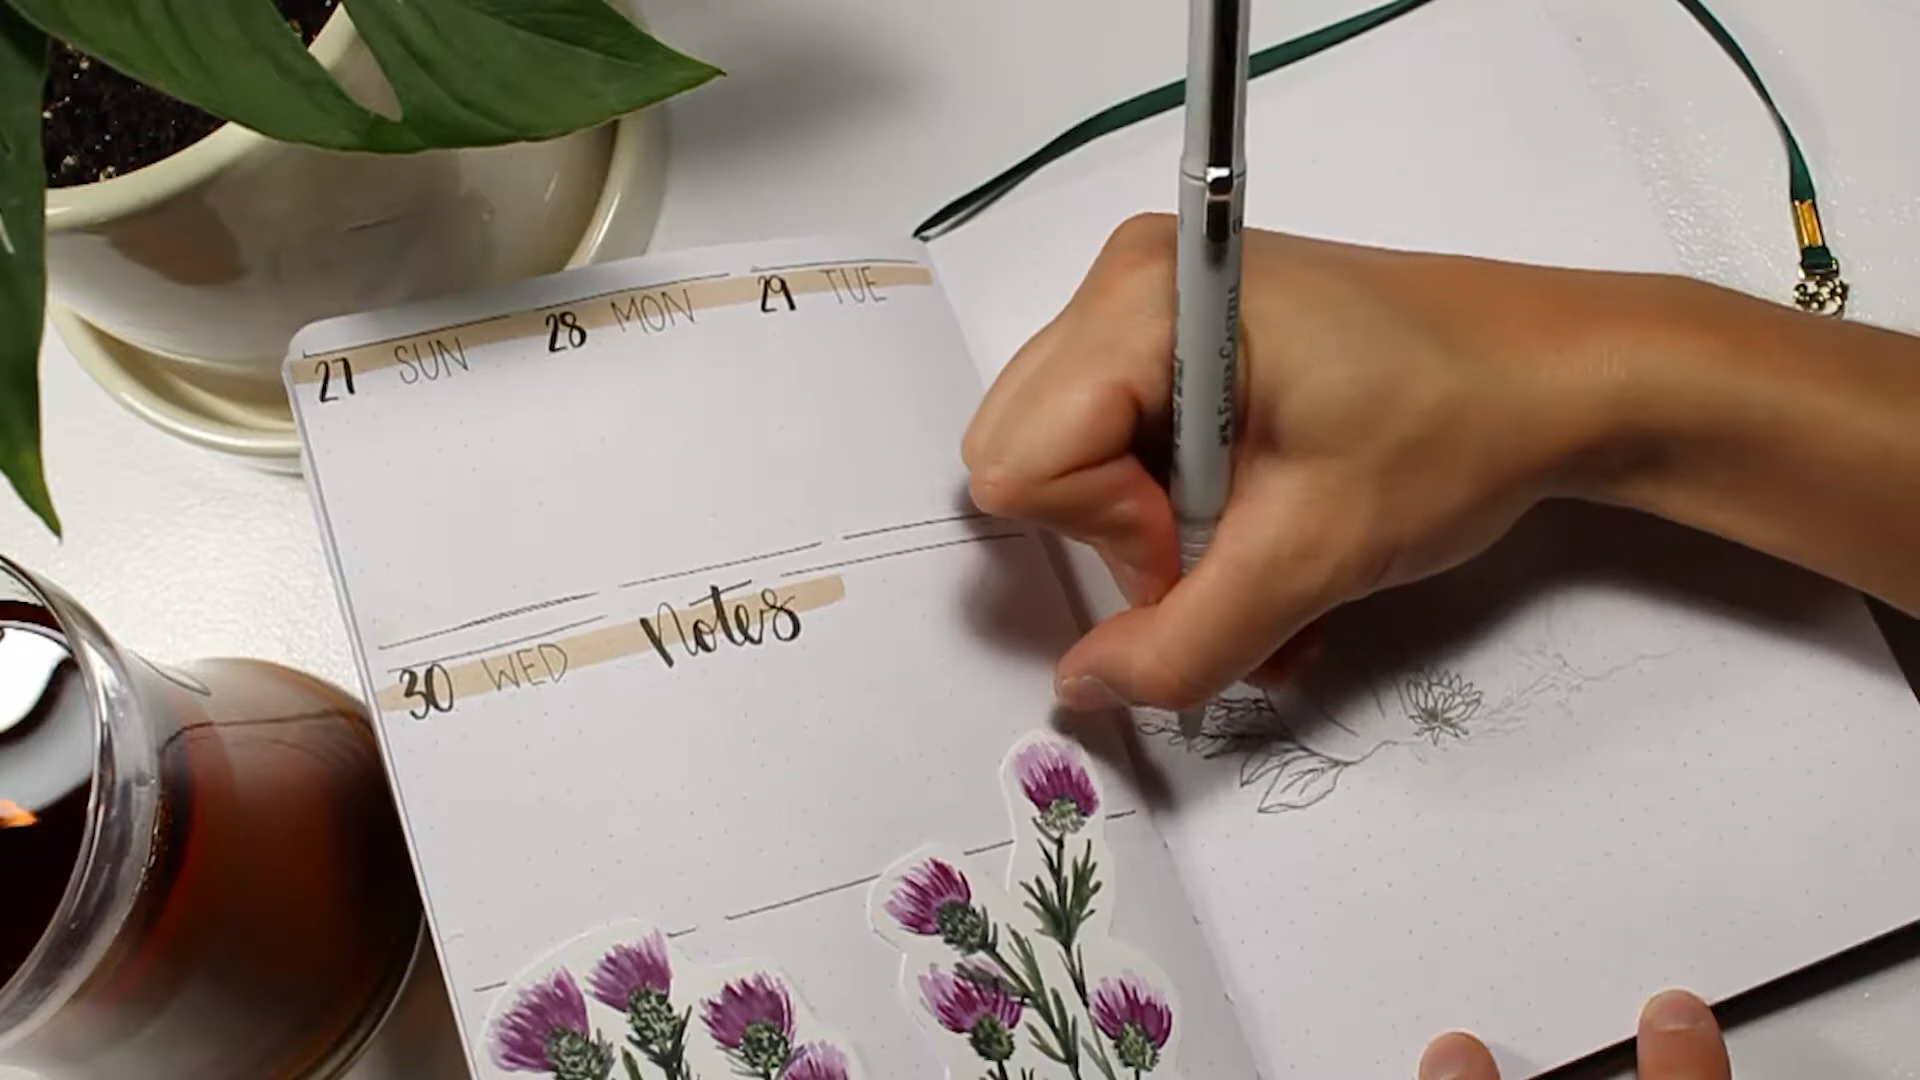 27 SUN
28 MON
29 TUE
30 WED
Notes
FABER-CASTELL